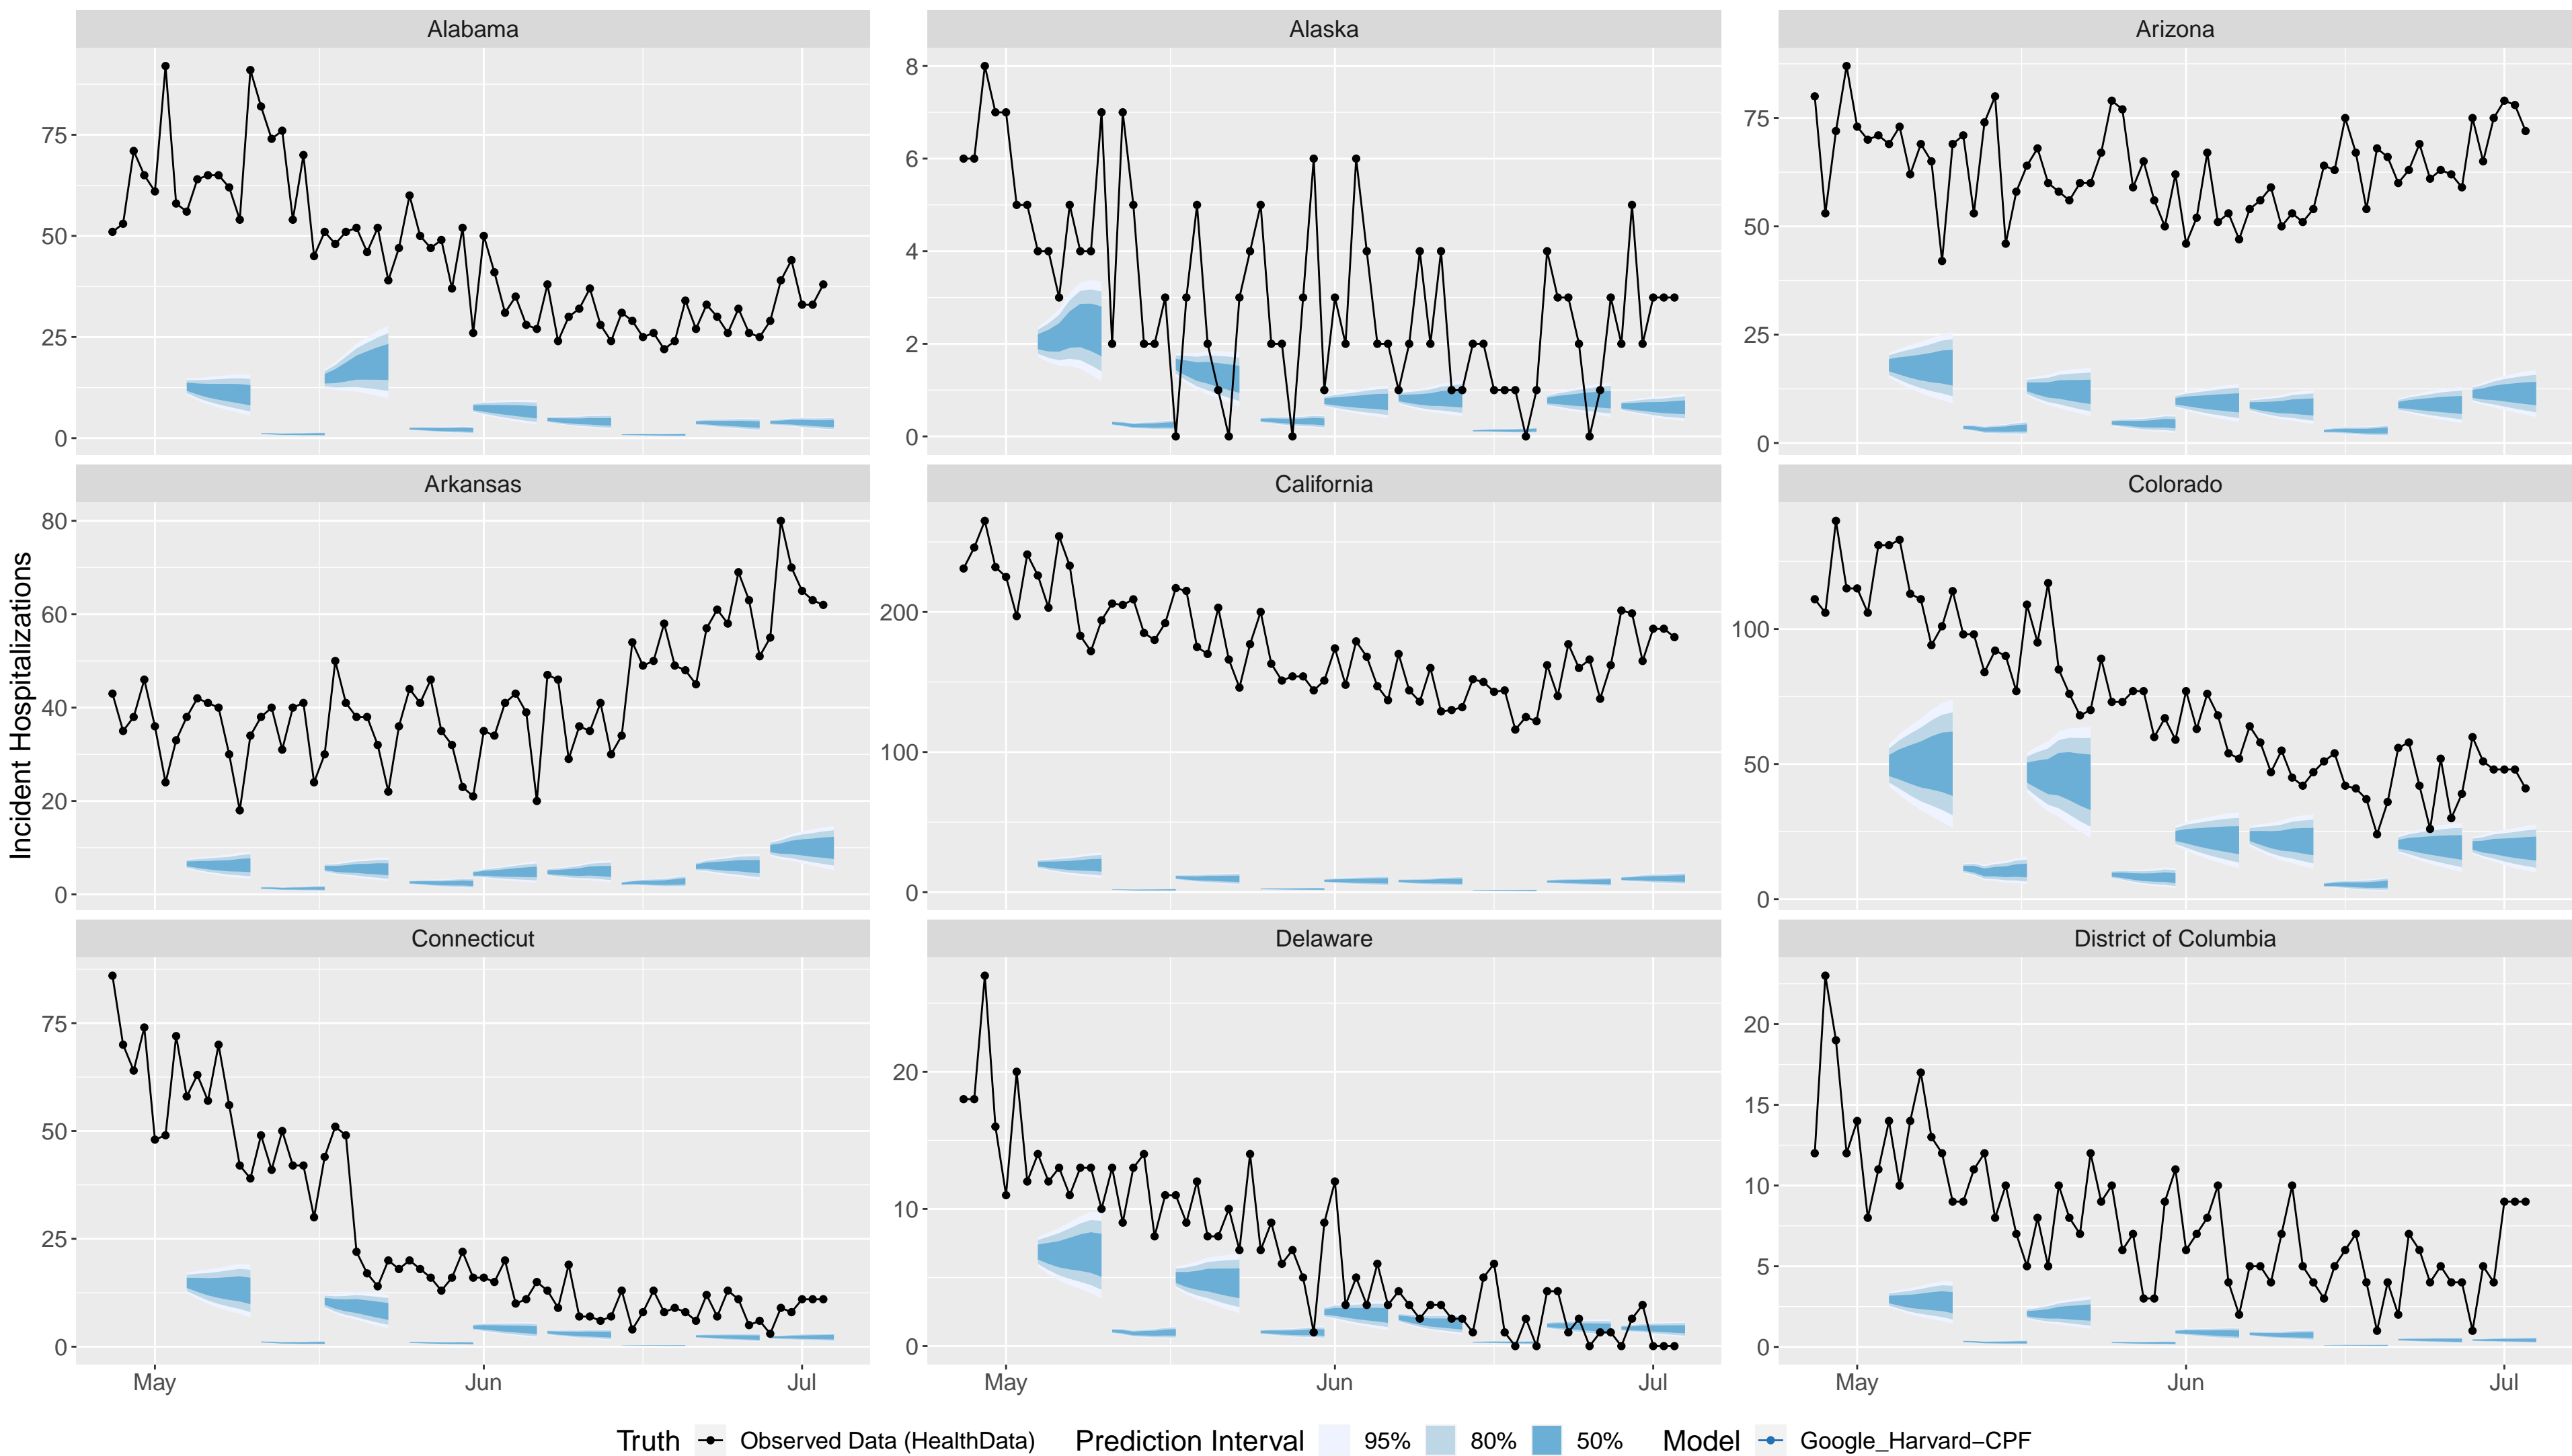 Alabama Alaska Arizona
75 50 25 0
8 6 4 2 0
75 50 25 0
Arkansas California Colorado
80 60 40 20 0
200 100 0
100 50 0
Incident Hospitalizations
Connecticut Delaware District of Columbia
75 50 25 0
20 10 0
20 15 10 5 0
May Jun Jul May Jun Jul May Jun Jul
Truth Observed Data (HealthData) Prediction Interval 95% 80% 50% Model Google_Harvard−CPF